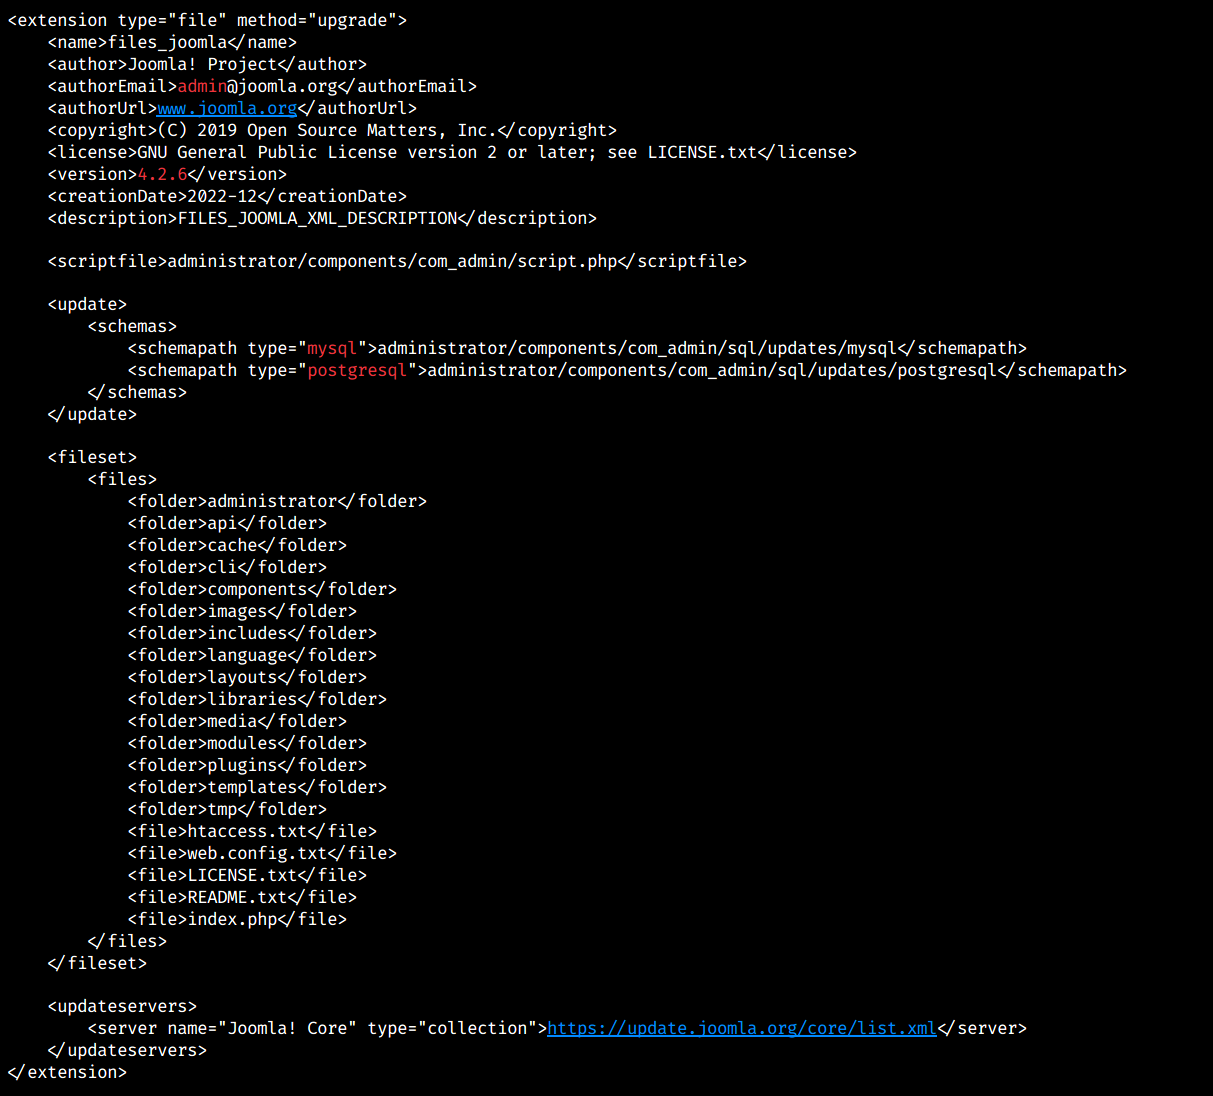 <extension type="file" method="upgrade">
    <name>files_joomla</name>
    <author>Joomla! Project</author>
    <authorEmail>admin@joomla.org</authorEmail>
    <authorUrl>www.joomla.org</authorUrl>
    <copyright>(C) 2019 Open Source Matters, Inc.</copyright>
    <license>GNU General Public License version 2 or later; see LICENSE.txt</license>
    <version>4.2.6</version>
    <creationDate>2022-12</creationDate>
    <description>FILES_JOOMLA_XML_DESCRIPTION</description>

    <scriptfile>administrator/components/com_admin/script.php</scriptfile>

    <update>
        <schemas>
            <schemapath type="mysql">administrator/components/com_admin/sql/updates/mysql</schemapath>
            <schemapath type="postgresql">administrator/components/com_admin/sql/updates/postgresql</schemapath>
        </schemas>
    </update>

    <fileset>
        <files>
            <folder>administrator</folder>
            <folder>api</folder>
            <folder>cache</folder>
            <folder>cli</folder>
            <folder>components</folder>
            <folder>images</folder>
            <folder>includes</folder>
            <folder>language</folder>
            <folder>layouts</folder>
            <folder>libraries</folder>
            <folder>media</folder>
            <folder>modules</folder>
            <folder>plugins</folder>
            <folder>templates</folder>
            <folder>tmp</folder>
            <file>htaccess.txt</file>
            <file>web.config.txt</file>
            <file>LICENSE.txt</file>
            <file>README.txt</file>
            <file>index.php</file>
        </files>
    </fileset>

    <updateservers>
        <server name="Joomla! Core" type="collection">https://update.joomla.org/core/list.xml</server>
    </updateservers>
</extension>